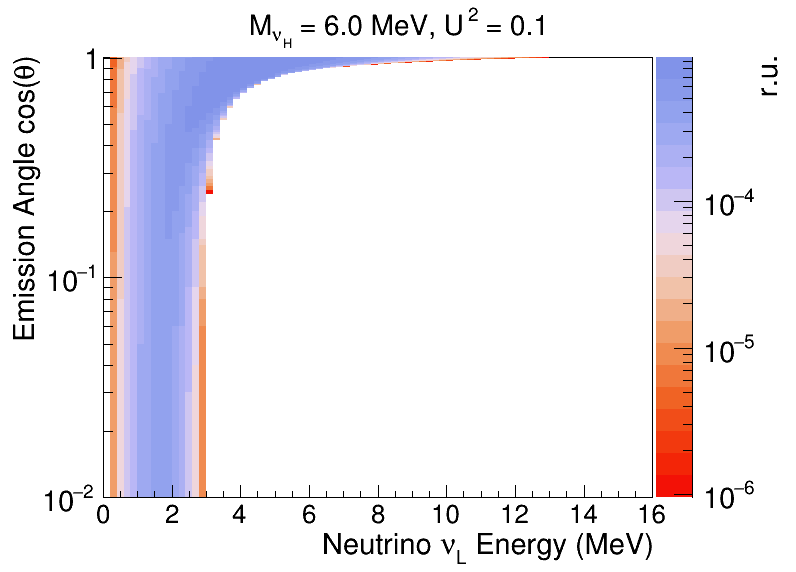 M_{ν_H} = 6.0 MeV, U² = 0.1
r.u.
Emission Angle cos(θ)
1
10⁻¹
10⁻²
10⁻⁴
10⁻⁵
10⁻⁶
0 2 4 6 8 10 12 14 16
Neutrino ν_L Energy (MeV)